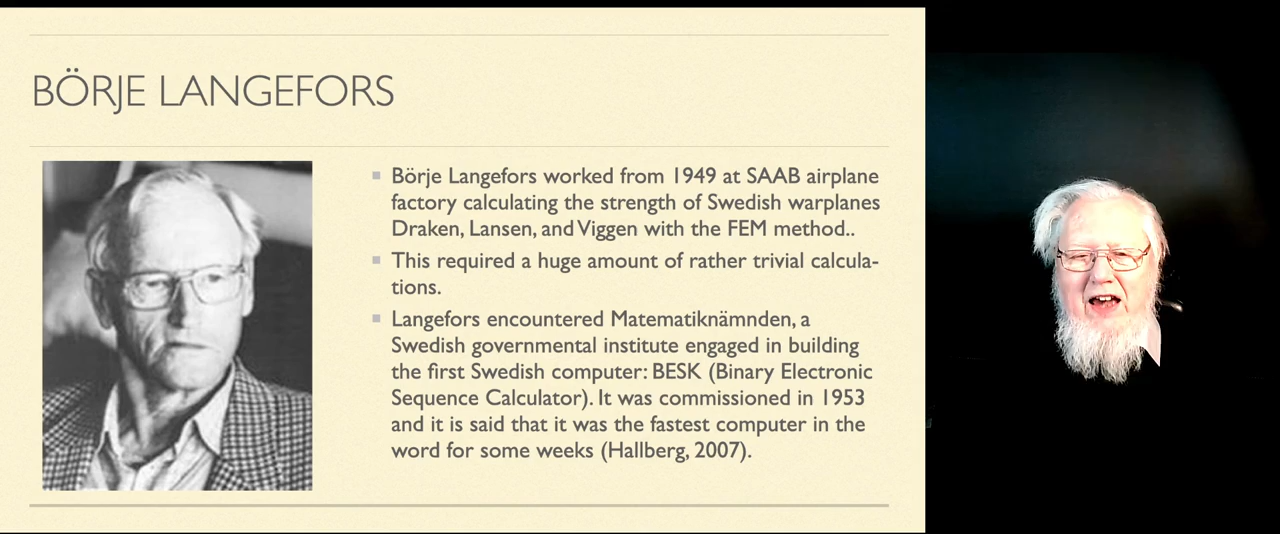 BÖRJE LANGEFORS
Börje Langefors worked from 1949 at SAAB airplane
factory calculating the strength of Swedish warplanes
Draken, Lansen, and Viggen with the FEM method..
This required a huge amount of rather trivial calcula-
tions.
Langefors encountered Matematiknämnden, a
Swedish governmental institute engaged in building
the first Swedish computer: BESK (Binary Electronic
Sequence Calculator). It was commissioned in 1953
and it is said that it was the fastest computer in the
word for some weeks (Hallberg, 2007).